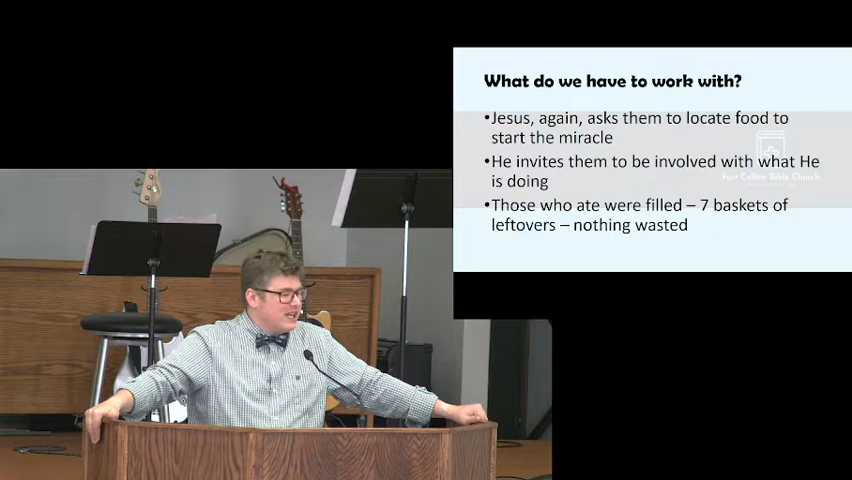 What do we have to work with?
•Jesus, again, asks them to locate food to
start the miracle
•He invites them to be involved with what He
is doing
•Those who ate were filled – 7 baskets of
leftovers – nothing wasted
Fort Collins Bible Church